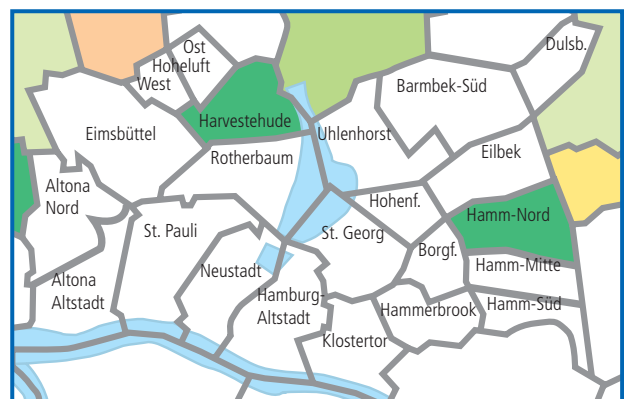 Ost
Hoheluft
West
Dulsb.
Barmbek-Süd
Harvestehude
Uhlenhorst
Eimsbüttel
Rotherbaum
Eilbek
Altona
Nord
Hohenf.
Hamm-Nord
St. Pauli
St. Georg
Borgf.
Neustadt
Hamm-Mitte
Altona
Altstadt
Hamburg-
Altstadt
Hammerbrook
Hamm-Süd
Klostertor